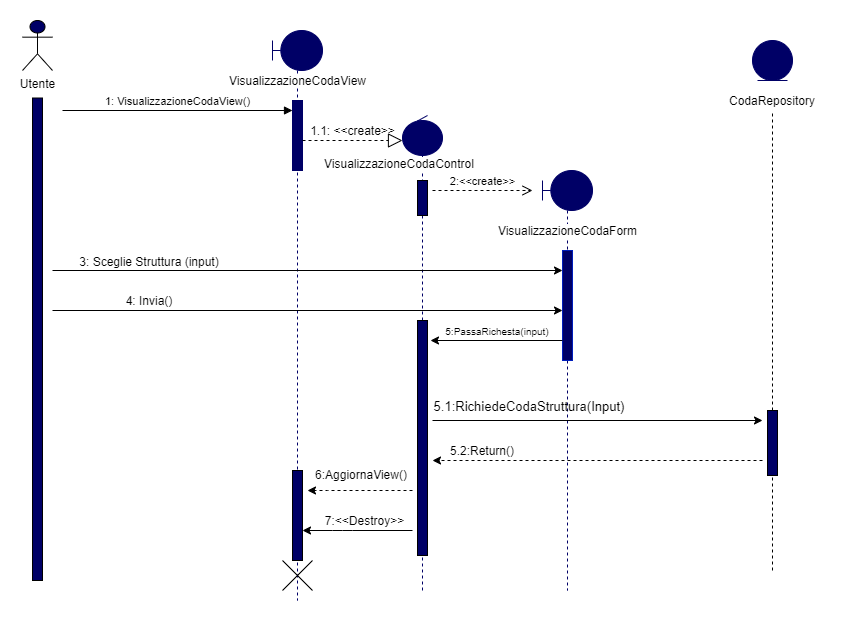 Utente
VisualizzazioneCodaView
CodaRepository
1: VisualizzazioneCodaView()
1.1: <<create>>
VisualizzazioneCodaControl
2:<<create>>
VisualizzazioneCodaForm
3: Sceglie Struttura (input)
4: Invia()
5:PassaRichesta(input)
5.1:RichiedeCodaStruttura(Input)
5.2:Return()
6:AggiornaView()
7:<<Destroy>>